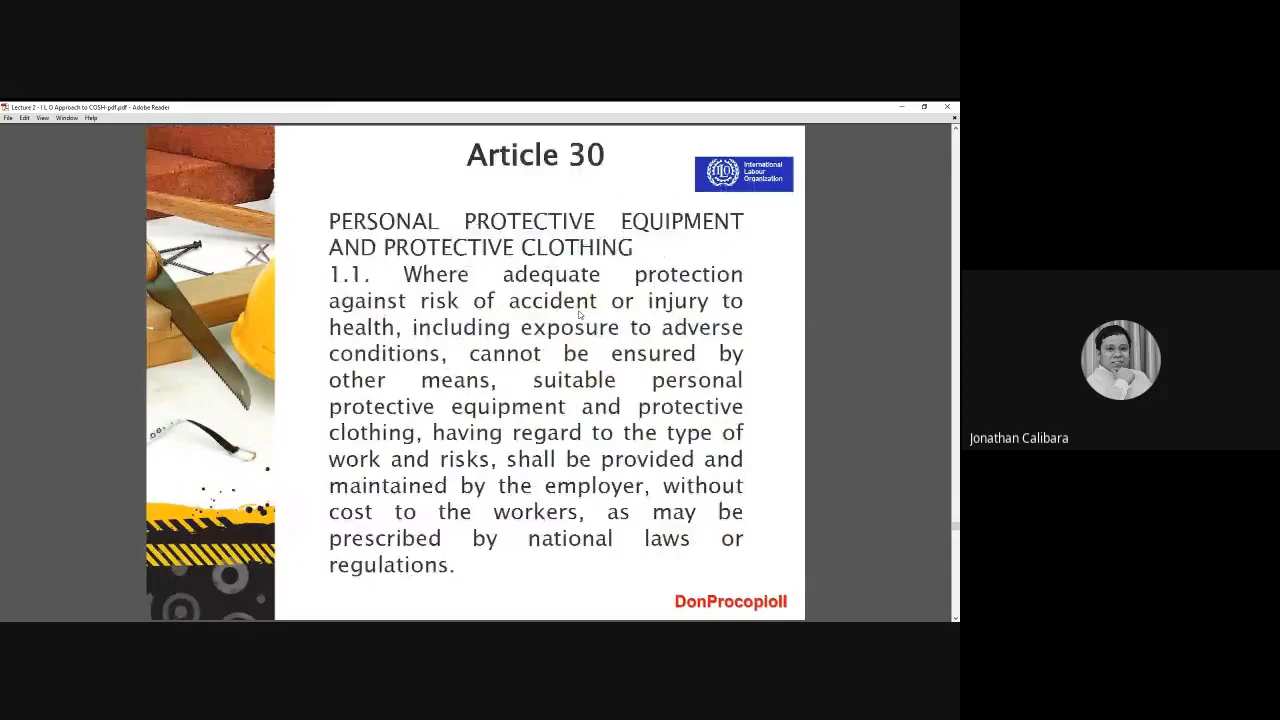 Lecture 2 - I L O Approach to COSH-pdf.pdf - Adobe Reader
File Edit View Window Help
Article 30
International
Labour
Organization
PERSONAL PROTECTIVE EQUIPMENT
AND PROTECTIVE CLOTHING
1.1. Where adequate protection
against risk of accident or injury to
health, including exposure to adverse
conditions, cannot be ensured by
other means, suitable personal
protective equipment and protective
clothing, having regard to the type of
work and risks, shall be provided and
maintained by the employer, without
cost to the workers, as may be
prescribed by national laws or
regulations.
DonProcopioII
Jonathan Calibara